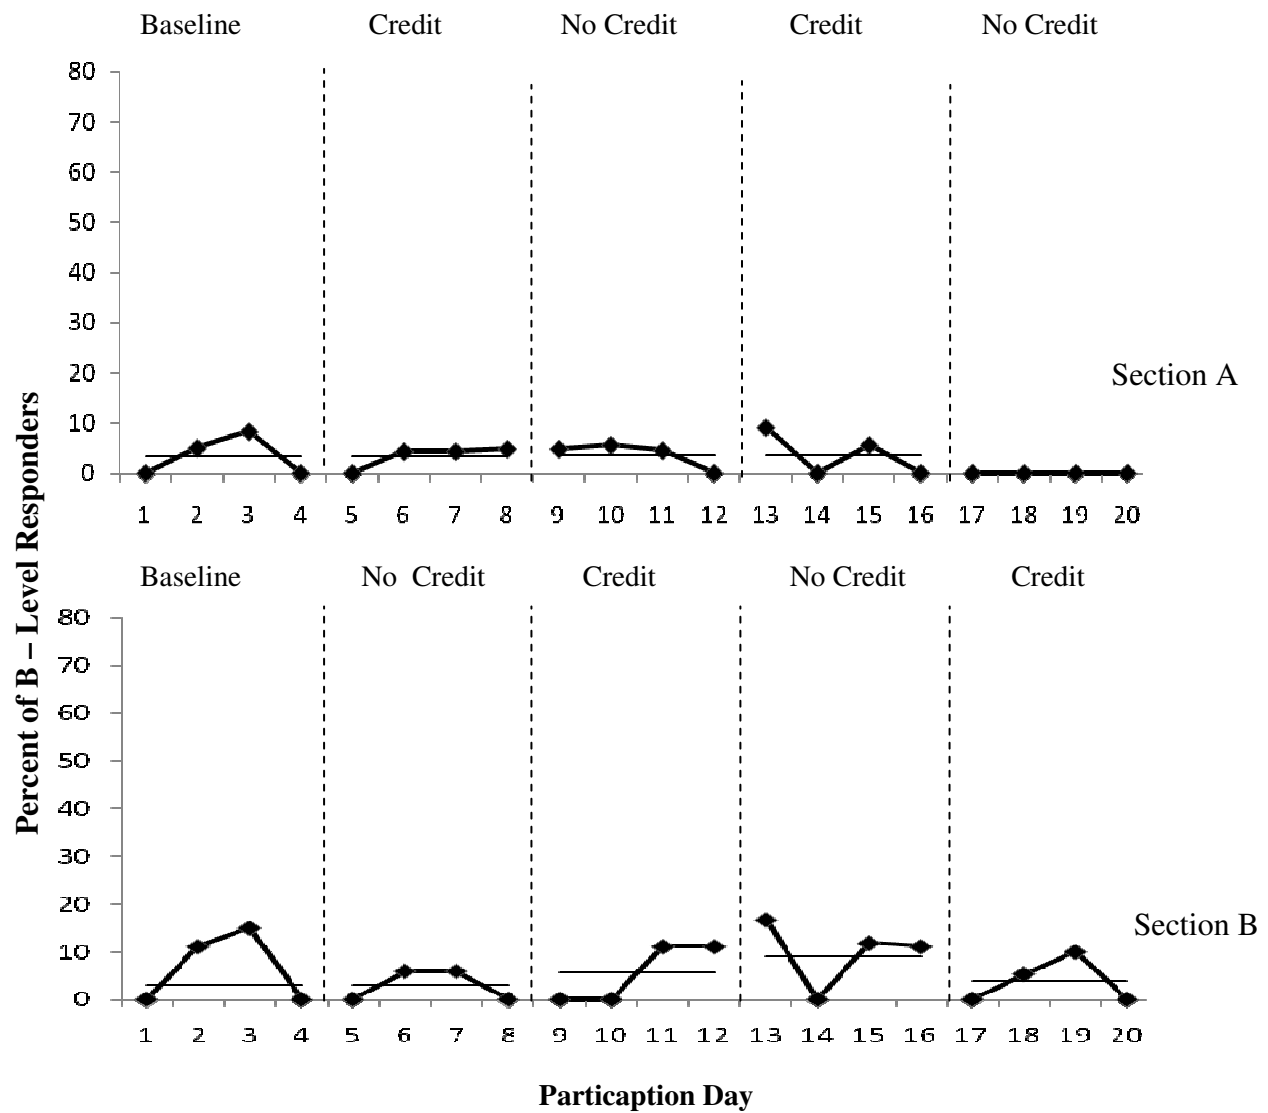 Baseline Credit No Credit Credit No Credit
80
70
60
50
40
30
20
10
0
Section A
1 2 3 4 5 6 7 8 9 10 11 12 13 14 15 16 17 18 19 20
Percent of B – Level Responders
Baseline No Credit Credit No Credit Credit
80
70
60
50
40
30
20
10
0
Section B
1 2 3 4 5 6 7 8 9 10 11 12 13 14 15 16 17 18 19 20
Particaption Day